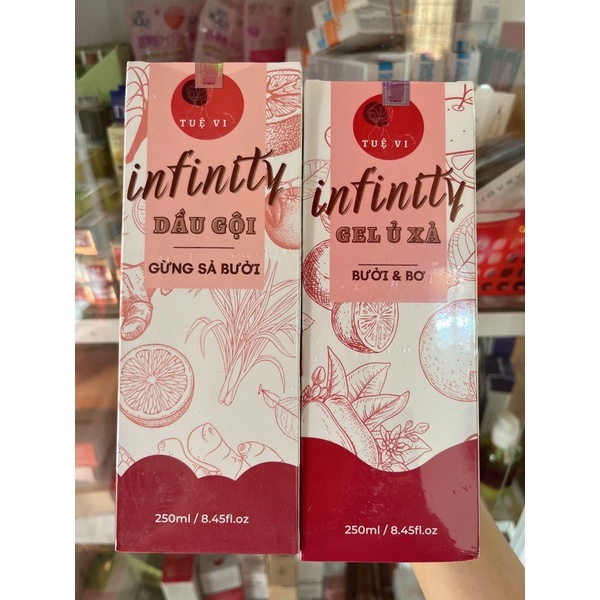 TUỆ VI
infinity
DẦU GỘI
GỪNG SẢ BƯỞI
250ml / 8.45fl.oz
TUỆ VI
infinity
GEL Ủ XẢ
BƯỞI & BƠ
250ml / 8.45fl.oz